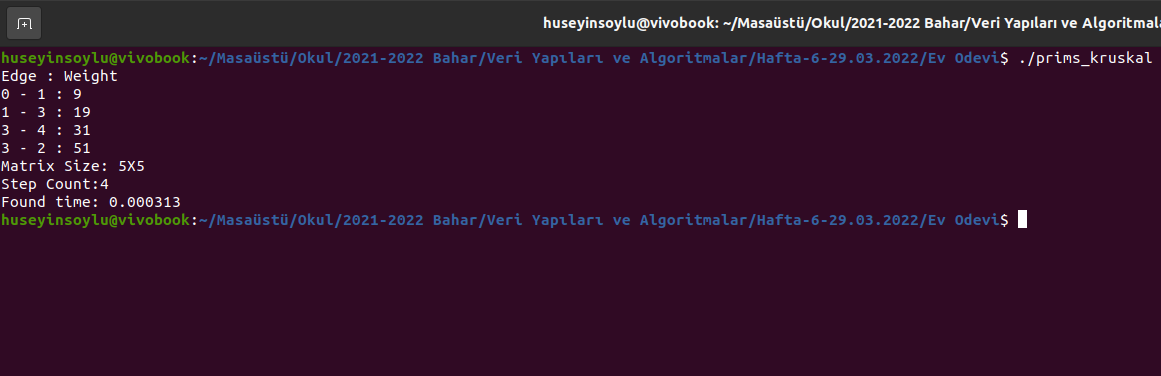 huseyinsoylu@vivobook: ~/Masaüstü/Okul/2021-2022 Bahar/Veri Yapıları ve Algoritmala
huseyinsoylu@vivobook:~/Masaüstü/Okul/2021-2022 Bahar/Veri Yapıları ve Algoritmalar/Hafta-6-29.03.2022/Ev Odevi$ ./prims_kruskal
Edge : Weight
0 - 1 : 9
1 - 3 : 19
3 - 4 : 31
3 - 2 : 51
Matrix Size: 5X5
Step Count:4
Found time: 0.000313
huseyinsoylu@vivobook:~/Masaüstü/Okul/2021-2022 Bahar/Veri Yapıları ve Algoritmalar/Hafta-6-29.03.2022/Ev Odevi$